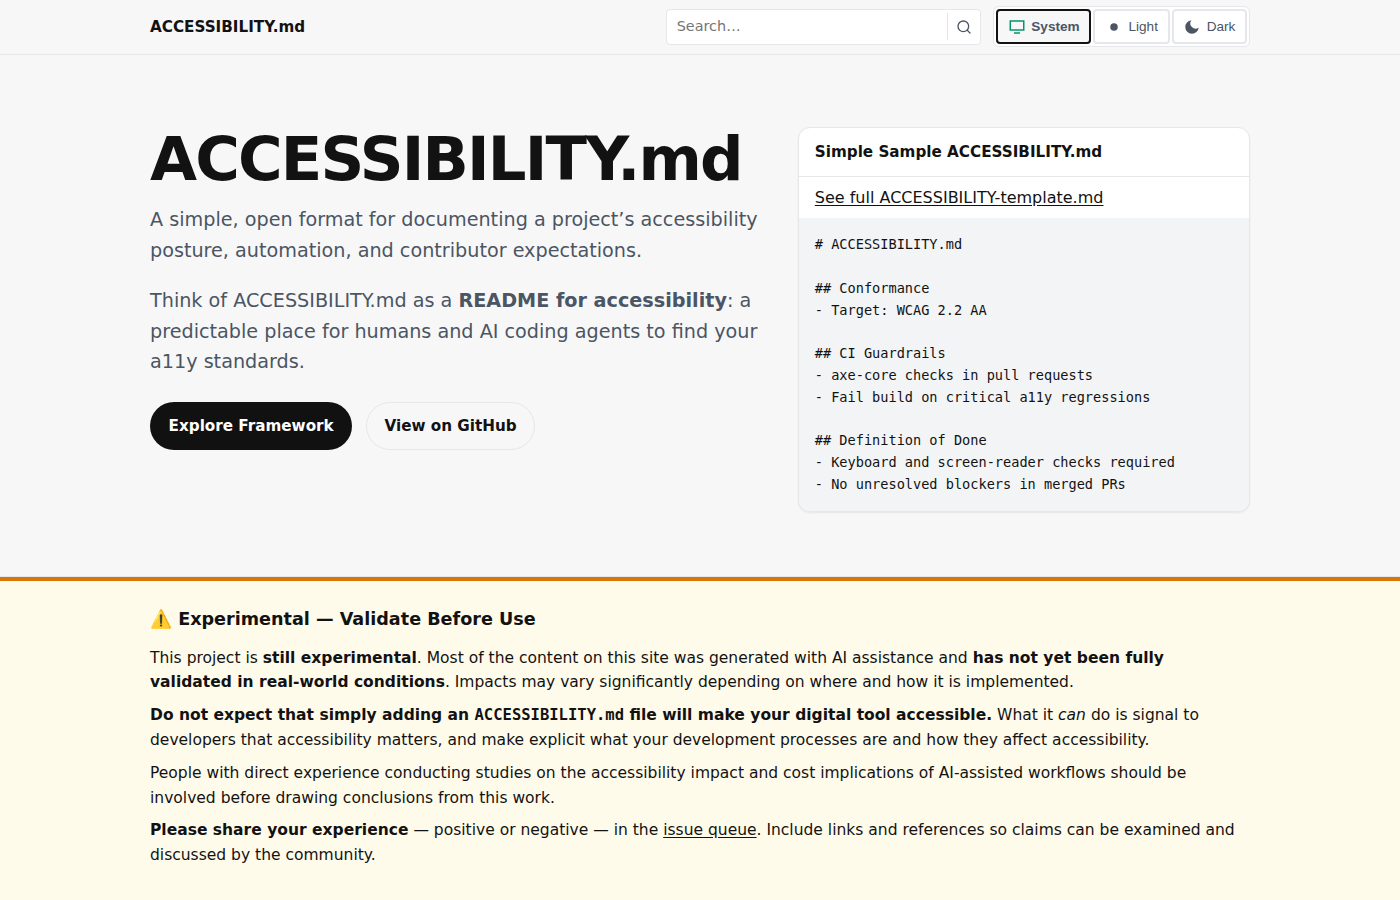 ACCESSIBILITY.md
Search...
System
Light
Dark
ACCESSIBILITY.md
A simple, open format for documenting a project’s accessibility
posture, automation, and contributor expectations.
Think of ACCESSIBILITY.md as a README for accessibility: a
predictable place for humans and AI coding agents to find your
a11y standards.
Explore Framework
View on GitHub
Simple Sample ACCESSIBILITY.md
See full ACCESSIBILITY-template.md
# ACCESSIBILITY.md
## Conformance
- Target: WCAG 2.2 AA
## CI Guardrails
- axe-core checks in pull requests
- Fail build on critical a11y regressions
## Definition of Done
- Keyboard and screen-reader checks required
- No unresolved blockers in merged PRs
⚠️ Experimental — Validate Before Use
This project is still experimental. Most of the content on this site was generated with AI assistance and has not yet been fully
validated in real-world conditions. Impacts may vary significantly depending on where and how it is implemented.
Do not expect that simply adding an ACCESSIBILITY.md file will make your digital tool accessible. What it can do is signal to
developers that accessibility matters, and make explicit what your development processes are and how they affect accessibility.
People with direct experience conducting studies on the accessibility impact and cost implications of AI-assisted workflows should be
involved before drawing conclusions from this work.
Please share your experience — positive or negative — in the issue queue. Include links and references so claims can be examined and
discussed by the community.